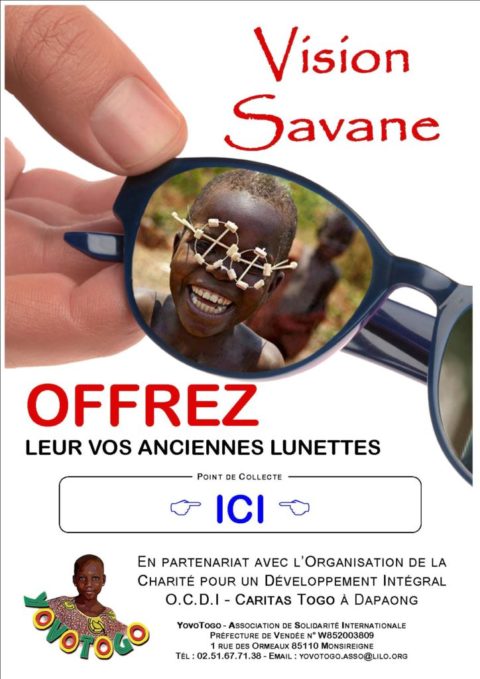 Vision
Savane
OFFREZ
LEUR VOS ANCIENNES LUNETTES
POINT DE COLLECTE
☞ ICI ☜
YOVOTOGO
EN PARTENARIAT AVEC L'ORGANISATION DE LA
CHARITÉ POUR UN DÉVELOPPEMENT INTÉGRAL
O.C.D.I - CARITAS TOGO À DAPAONG
YOVOTOGO - ASSOCIATION DE SOLIDARITÉ INTERNATIONALE
PRÉFECTURE DE VENDÉE N° W852003809
1 RUE DES ORMEAUX 85110 MONSIREIGNE
TÉL : 02.51.67.71.38 - EMAIL : YOVOTOGO.ASSO@LILO.ORG